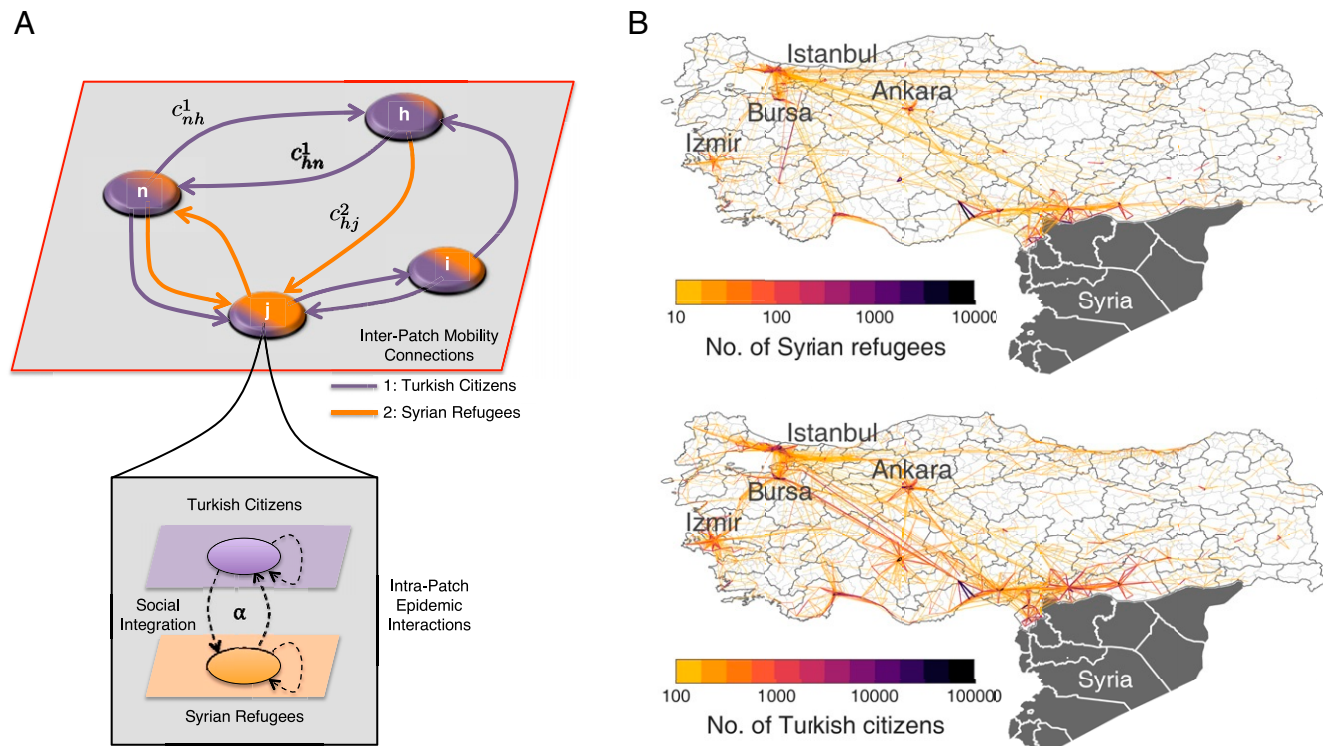 A
c¹ₙₕ
h
c¹ₕₙ
n
c²ₕⱼ
i
j
Inter-Patch Mobility
Connections
1: Turkish Citizens
2: Syrian Refugees
Turkish Citizens
Social
Integration
α
Intra-Patch
Epidemic
Interactions
Syrian Refugees
B
Istanbul
Ankara
Bursa
Izmir
Syria
10 100 1000 10000
No. of Syrian refugees
Istanbul
Ankara
Bursa
Izmir
Syria
100 1000 10000 100000
No. of Turkish citizens